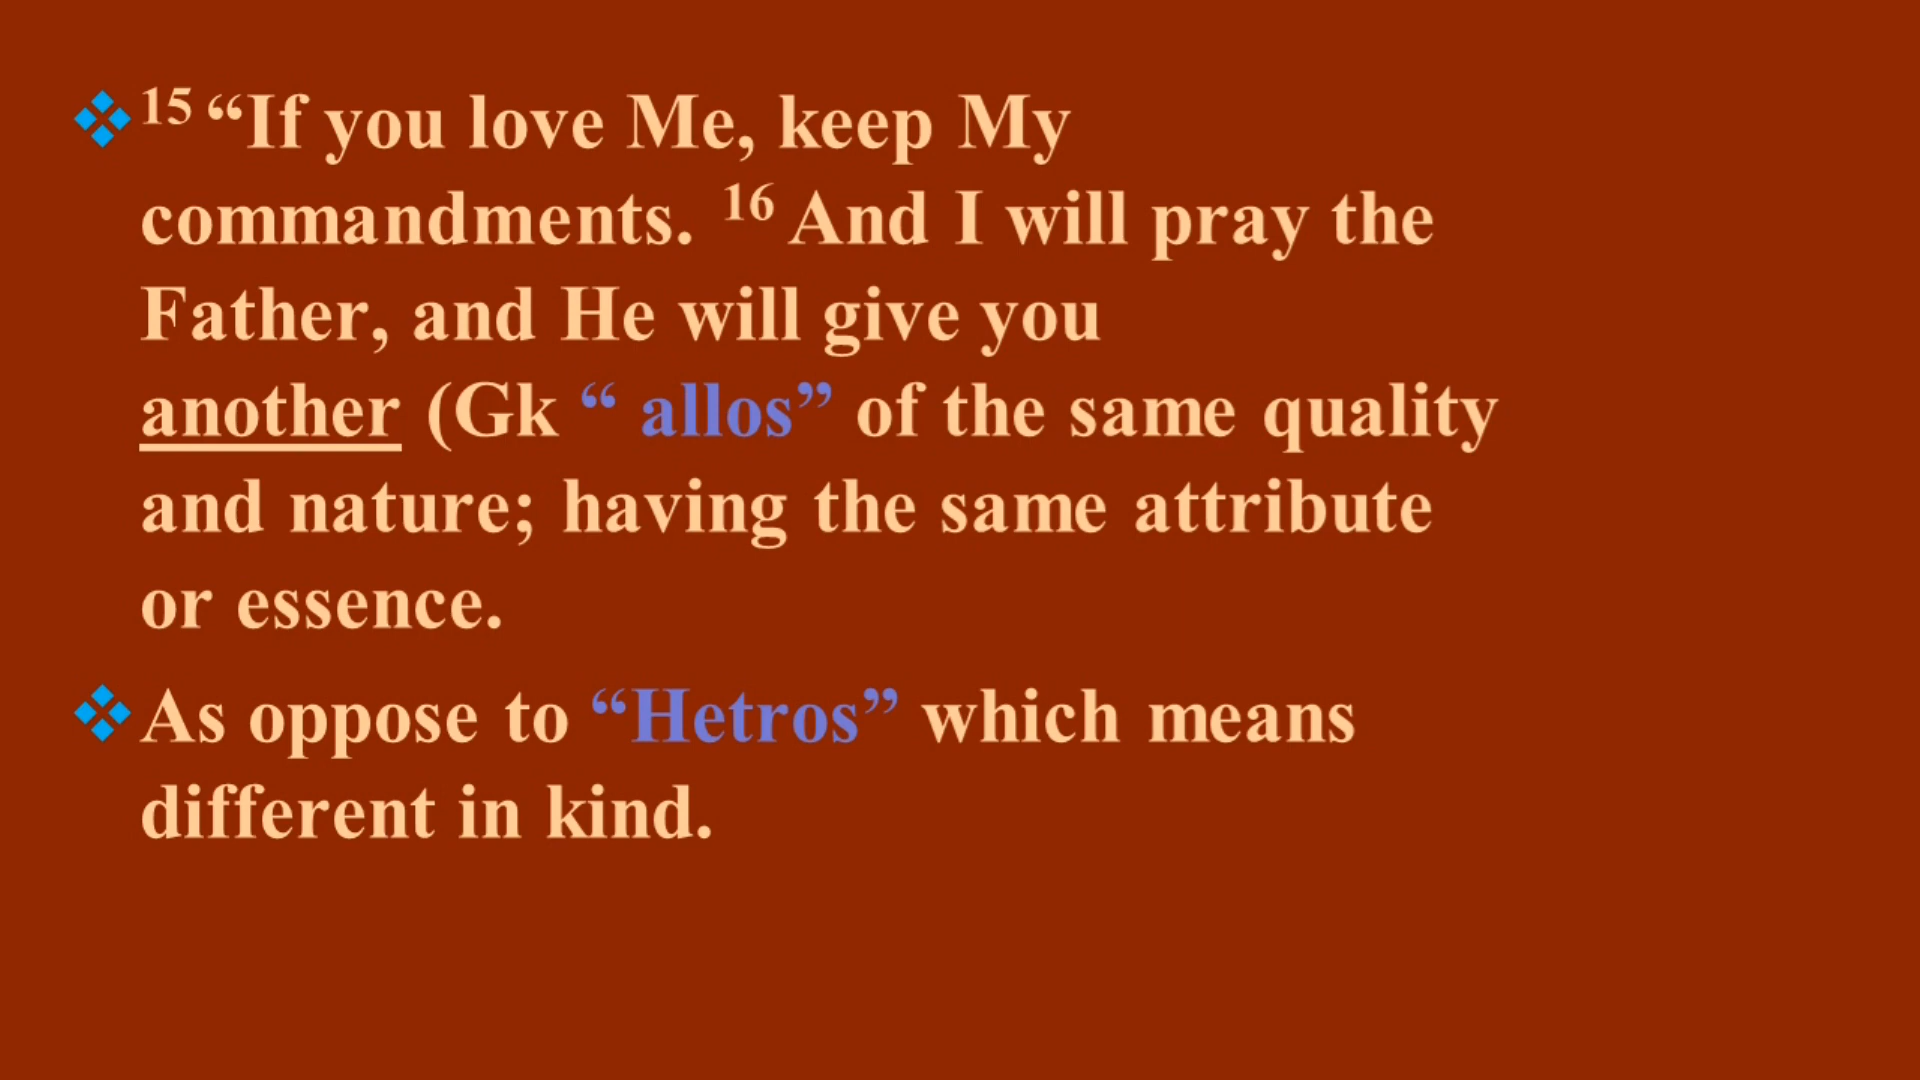 ❖ 15 “If you love Me, keep My
commandments. 16 And I will pray the
Father, and He will give you
another (Gk “ allos” of the same quality
and nature; having the same attribute
or essence.
❖ As oppose to “Hetros” which means
different in kind.